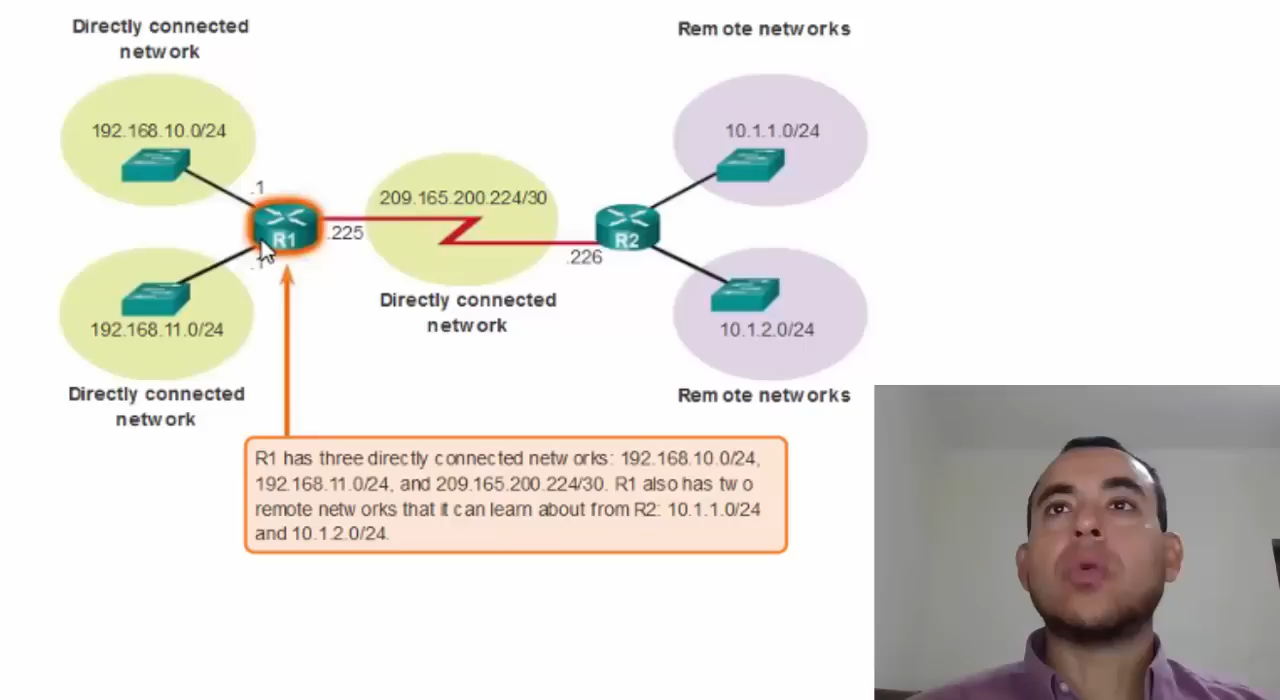 Directly connected
network
Remote networks
192.168.10.0/24
10.1.1.0/24
.1
209.165.200.224/30
R1
.225
R2
.226
.1
Directly connected
network
192.168.11.0/24
10.1.2.0/24
Directly connected
network
Remote networks
R1 has three directly connected networks: 192.168.10.0/24,
192.168.11.0/24, and 209.165.200.224/30. R1 also has two
remote networks that it can learn about from R2: 10.1.1.0/24
and 10.1.2.0/24.